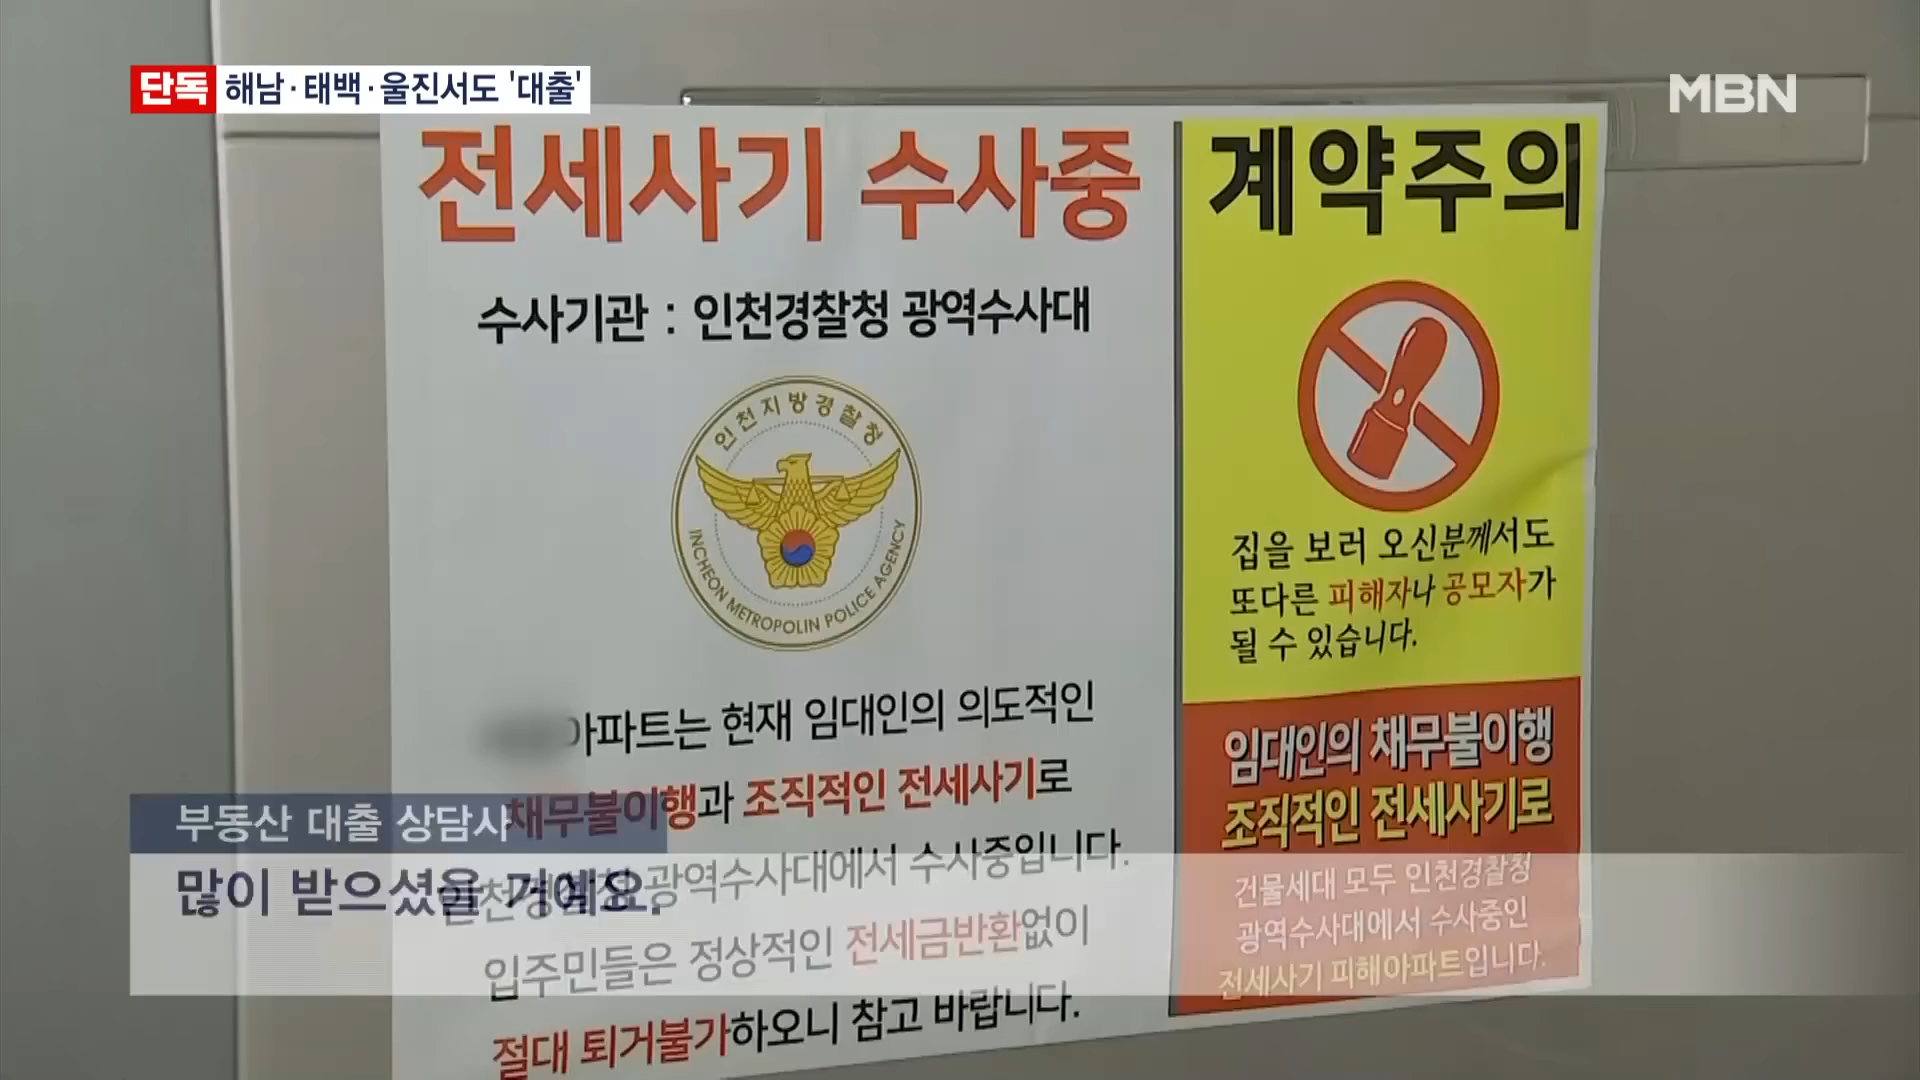 단독 해남·태백·울진서도 '대출'
MBN
전세사기 수사중
수사기관 : 인천경찰청 광역수사대
인천지방경찰청
INCHEON METROPOLIN POLICE AGENCY
아파트는 현재 임대인의 의도적인
채무불이행과 조직적인 전세사기로
인천경찰청 광역수사대에서 수사중입니다.
입주민들은 정상적인 전세금반환없이
절대 퇴거불가하오니 참고 바랍니다.
계약주의
집을 보러 오신분께서도
또다른 피해자나 공모자가
될 수 있습니다.
임대인의 채무불이행
조직적인 전세사기로
건물세대 모두 인천경찰청
광역수사대에서 수사중인
전세사기 피해아파트입니다.
부동산 대출 상담사
많이 받으셨을 거예요.